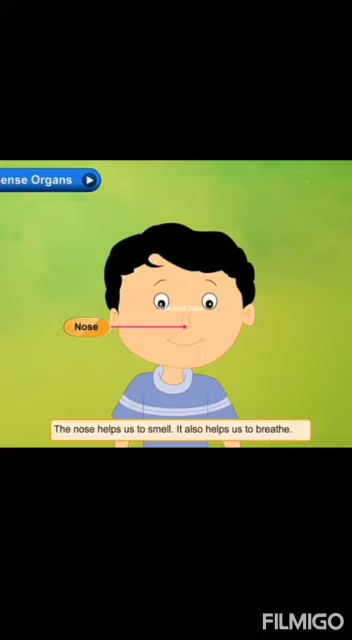 ense Organs
Nose
The nose helps us to smell. It also helps us to breathe.
FILMIGO